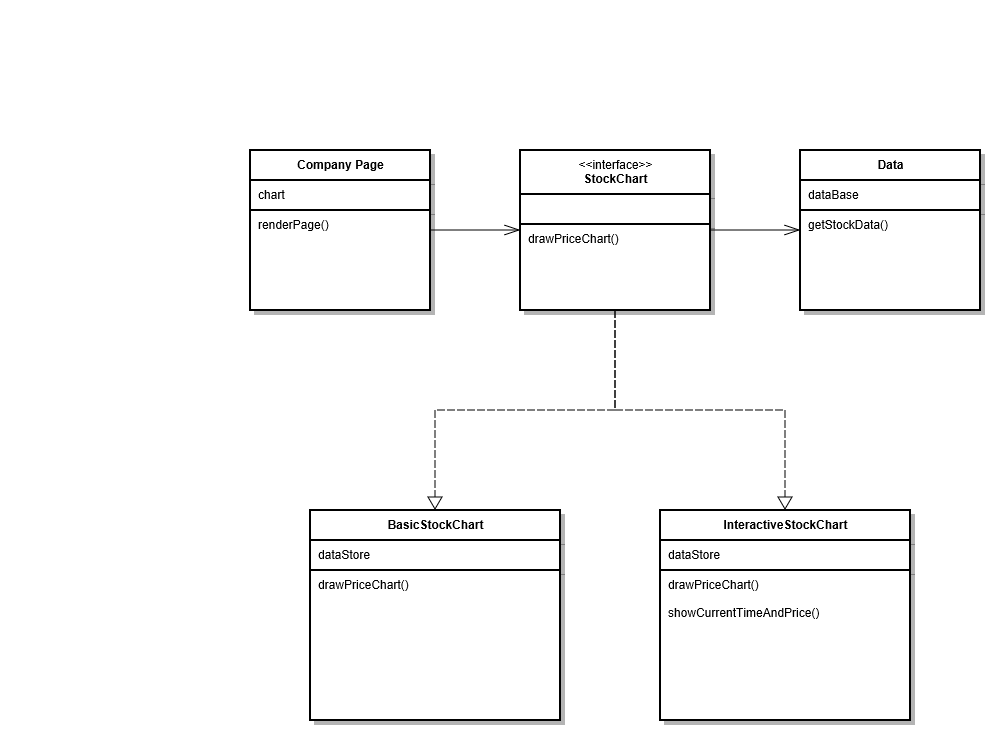 Company Page
chart
renderPage()
<<interface>>
StockChart
drawPriceChart()
Data
dataBase
getStockData()
BasicStockChart
dataStore
drawPriceChart()
InteractiveStockChart
dataStore
drawPriceChart()
showCurrentTimeAndPrice()